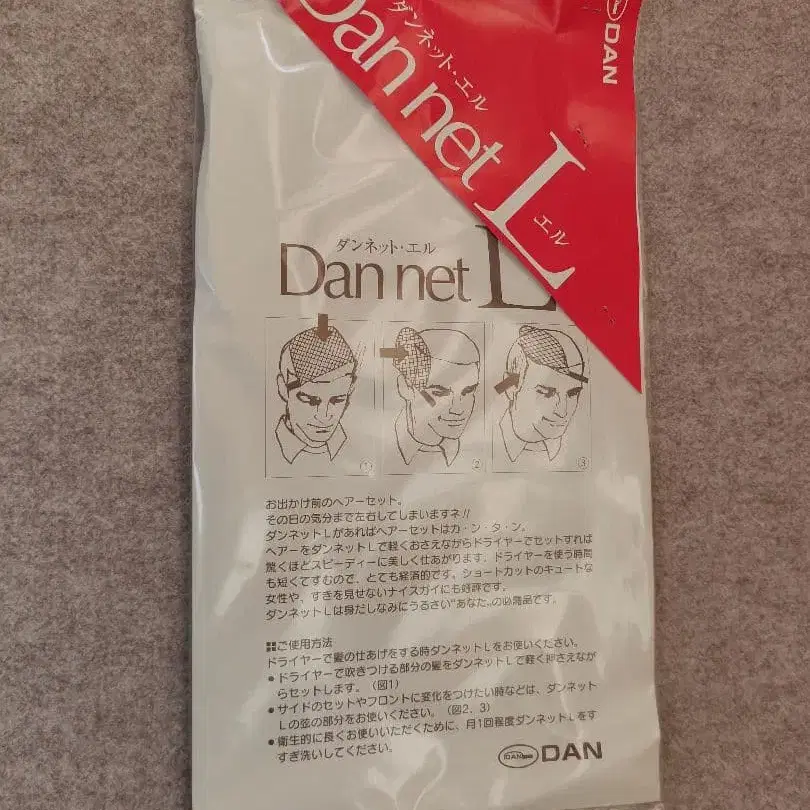 DAN
ダンネット・エル
Dan net L
エル
ダンネット・エル
Dan net L
①
②
③
お出かけ前のヘアーセット。
その日の気分まで左右してしまいますネ!!
ダンネットLがあればヘアーセットはカ・ン・タ・ン。
ヘアーをダンネットLで軽くおさえながらドライヤーでセットすれば
驚くほどスピーディーに美しく仕あがります。ドライヤーを使う時間
も短くてすむので、とても経済的です。ショートカットのキュートな
女性や、すきを見せないナイスガイにも好評です。
ダンネットLは身だしなみにうるさい"あなた"の必需品です。
ご使用方法
ドライヤーで髪の仕あげをする時ダンネットLをお使いください。
●ドライヤーで吹きつける部分の髪をダンネットLで軽く押さえなが
らセットします。(図1)
●サイドのセットやフロントに変化をつけたい時などは、ダンネット
Lの弦の部分をお使いください。(図2、3)
●衛生的に長くお使いいただくために、月1回程度ダンネットLをす
すぎ洗いしてください。
DAN DAN